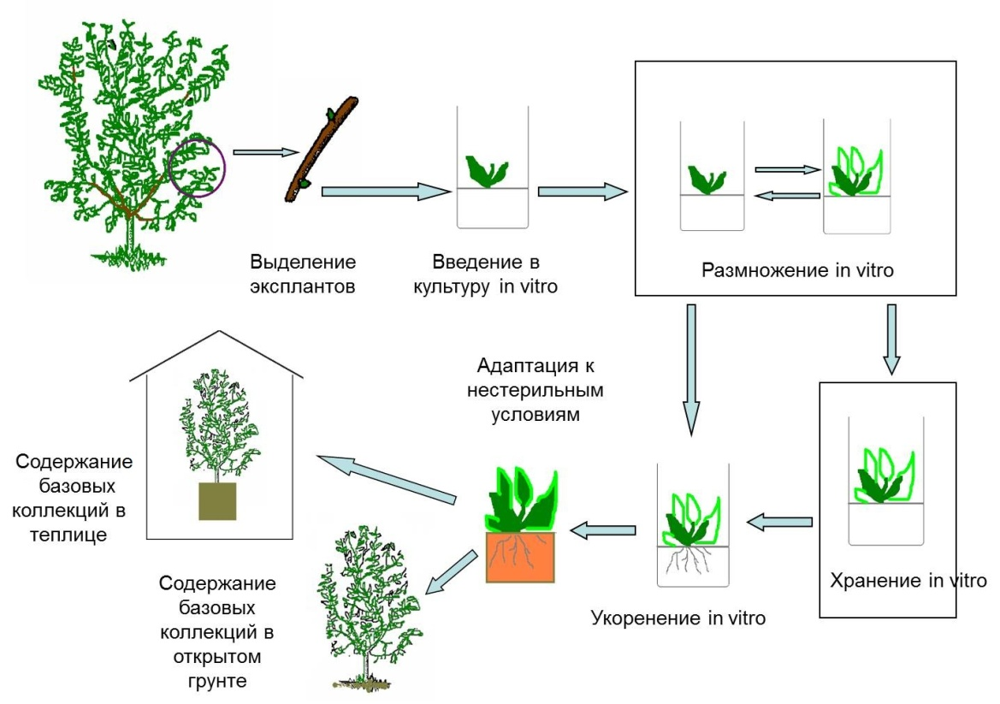 Выделение
эксплантов
Введение в
культуру in vitro
Размножение in vitro
Адаптация к
нестерильным
условиям
Содержание
базовых
коллекций в
теплице
Хранение in vitro
Содержание
базовых
коллекций в
открытом
грунте
Укоренение in vitro